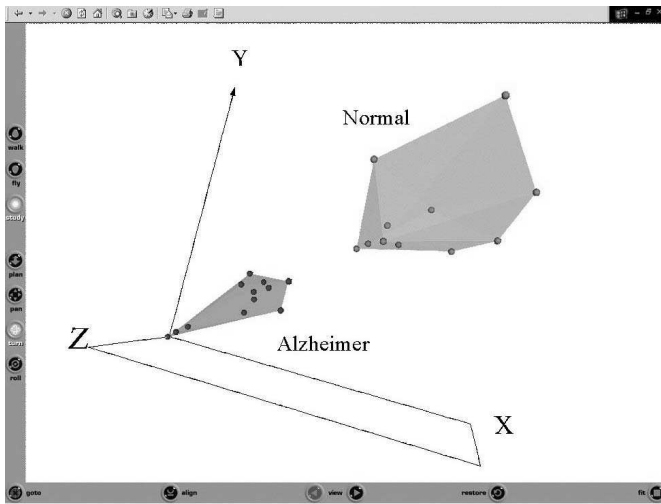 Y
Normal
walk
fly
study
plan
pan
Alzheimer
Z
turn
roll
X
goto
align
view
restore
fit